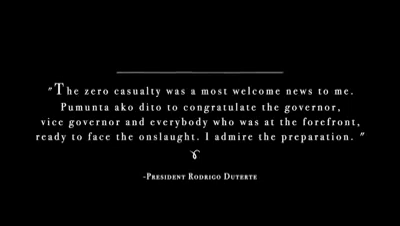 "The zero casualty was a most welcome news to me.
Pumunta ako dito to congratulate the governor,
vice governor and everybody who was at the forefront,
ready to face the onslaught. I admire the preparation. "
-President Rodrigo Duterte